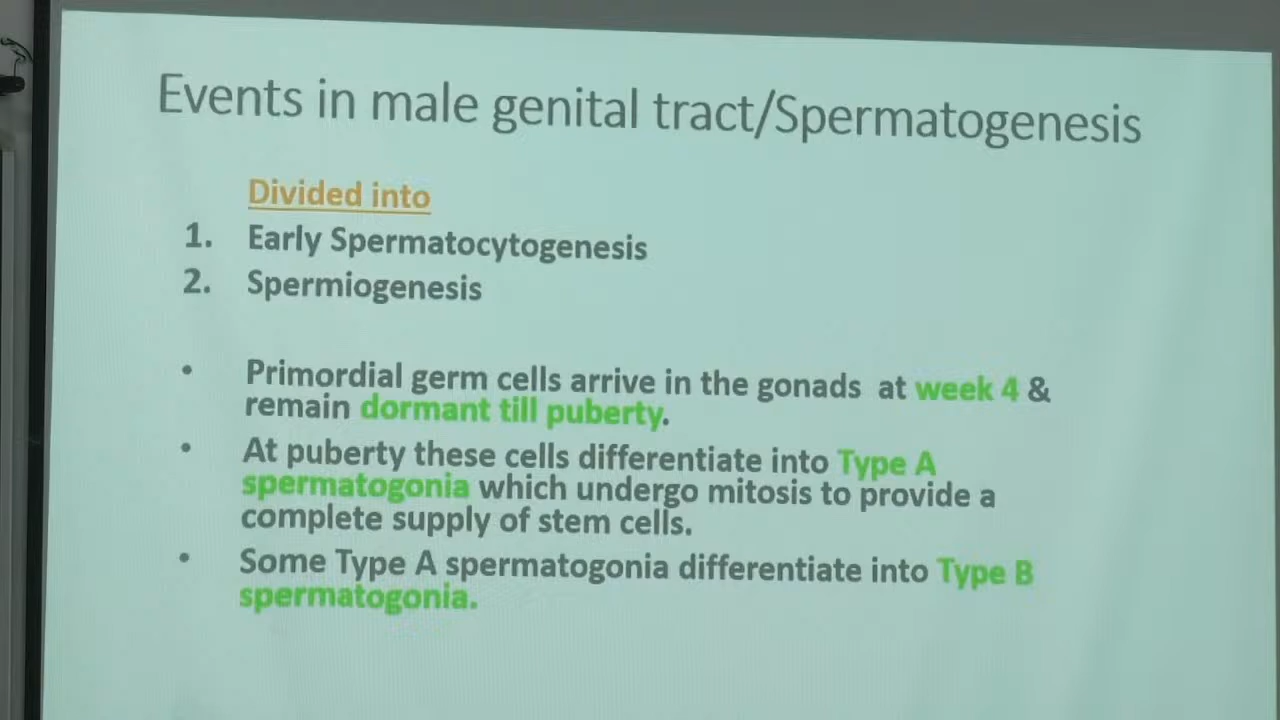 Events in male genital tract/Spermatogenesis
Divided into
1. Early Spermatocytogenesis
2. Spermiogenesis
• Primordial germ cells arrive in the gonads at week 4 &
remain dormant till puberty.
• At puberty these cells differentiate into Type A
spermatogonia which undergo mitosis to provide a
complete supply of stem cells.
• Some Type A spermatogonia differentiate into Type B
spermatogonia.